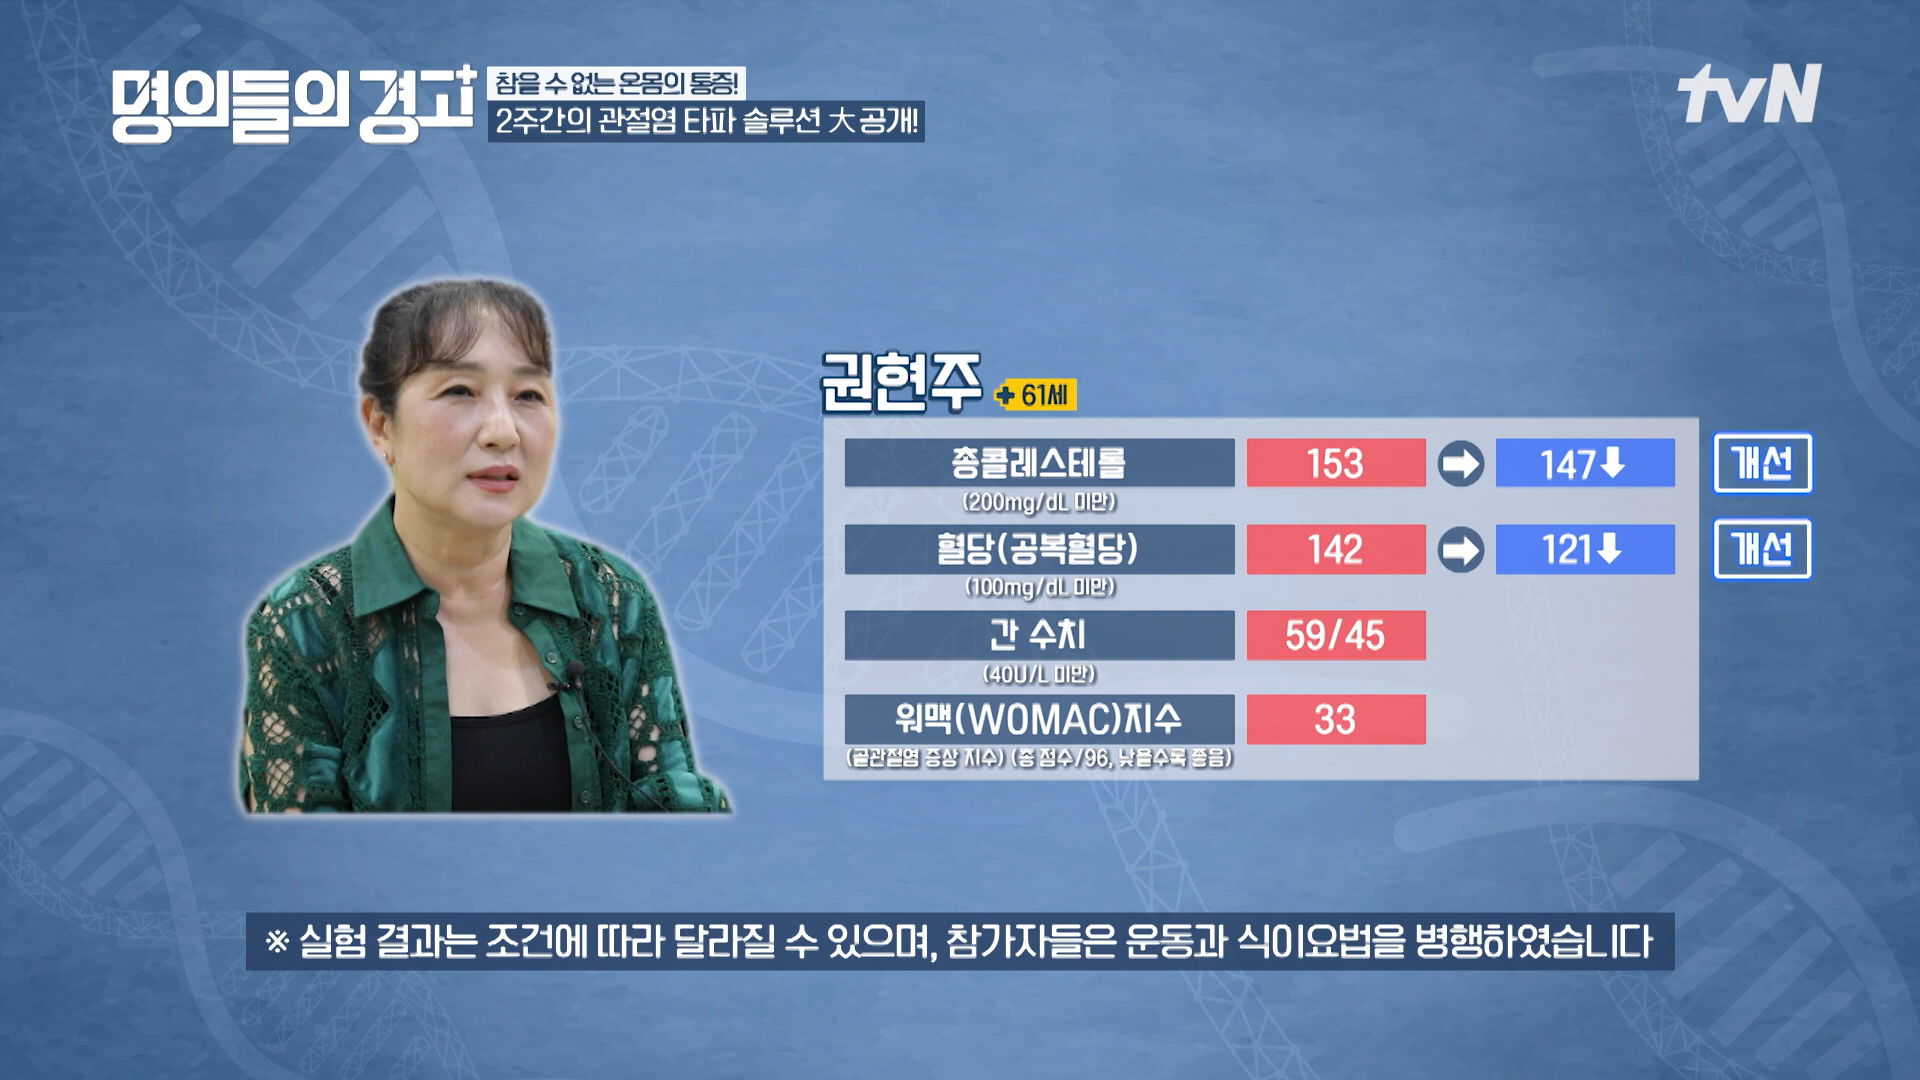 명의들의 경고
참을 수 없는 온몸의 통증!
2주간의 관절염 타파 솔루션 大공개!
tvN
권현주 + 61세
총콜레스테롤 153 147 개선
(200mg/dL 미만)
혈당(공복혈당) 142 121 개선
(100mg/dL 미만)
간 수치 59/45
(40U/L 미만)
워맥(WOMAC)지수 33
(골관절염 증상 지수) (총 점수/96, 낮을수록 좋음)
※ 실험 결과는 조건에 따라 달라질 수 있으며, 참가자들은 운동과 식이요법을 병행하였습니다